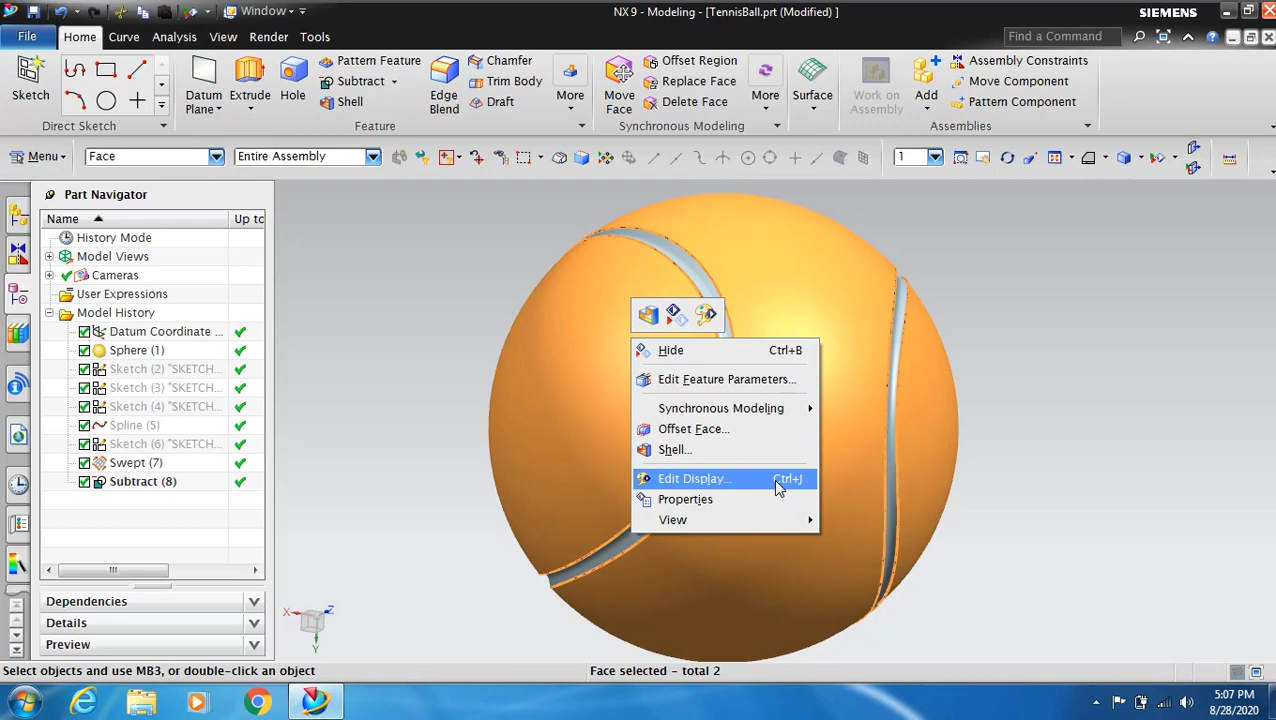 Window
NX 9 - Modeling - [TennisBall.prt (Modified) ]
SIEMENS
File Home Curve Analysis View Render Tools
Find a Command
Sketch
Direct Sketch
Datum Plane
Extrude
Hole
Pattern Feature
Subtract
Shell
Edge Blend
Chamfer
Trim Body
Draft
More
Feature
Move Face
Offset Region
Replace Face
Delete Face
More
Synchronous Modeling
Surface
Work on Assembly
Add
Assembly Constraints
Move Component
Pattern Component
Assemblies
Menu
Face
Entire Assembly
1
Part Navigator
Name Up to
History Mode
Model Views
Cameras
User Expressions
Model History
Datum Coordinate ...
Sphere (1)
Sketch (2) "SKETCH...
Sketch (3) "SKETCH...
Sketch (4) "SKETCH...
Spline (5)
Sketch (6) "SKETCH...
Swept (7)
Subtract (8)
Dependencies
Details
Preview
Hide Ctrl+B
Edit Feature Parameters...
Synchronous Modeling
Offset Face...
Shell...
Edit Display... Ctrl+J
Properties
View
X
Z
Y
Select objects and use MB3, or double-click an object
Face selected - total 2
5:07 PM
8/28/2020